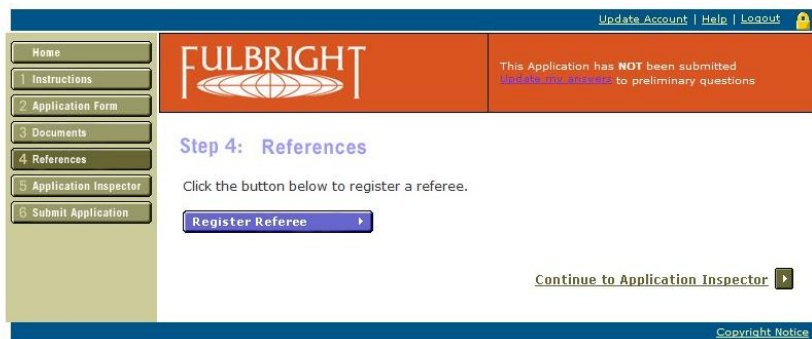 Update Account | Help | Logout
Home
1 Instructions
2 Application Form
3 Documents
4 References
5 Application Inspector
6 Submit Application
FULBRIGHT
This Application has NOT been submitted
Update my answers to preliminary questions
Step 4: References
Click the button below to register a referee.
Register Referee
Continue to Application Inspector
Copyright Notice